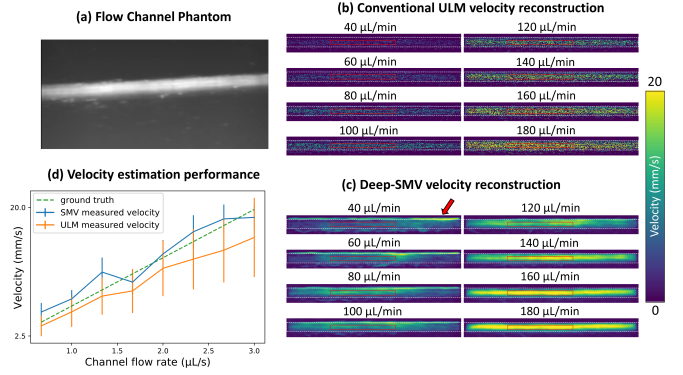 (a) Flow Channel Phantom
(b) Conventional ULM velocity reconstruction
40 µL/min
120 µL/min
60 µL/min
140 µL/min
80 µL/min
160 µL/min
100 µL/min
180 µL/min
20
Velocity (mm/s)
0
(c) Deep-SMV velocity reconstruction
40 µL/min
120 µL/min
60 µL/min
140 µL/min
80 µL/min
160 µL/min
100 µL/min
180 µL/min
(d) Velocity estimation performance
ground truth
SMV measured velocity
ULM measured velocity
20.0
2.5
Velocity (mm/s)
1.0
1.5
2.0
2.5
3.0
Channel flow rate (µL/s)